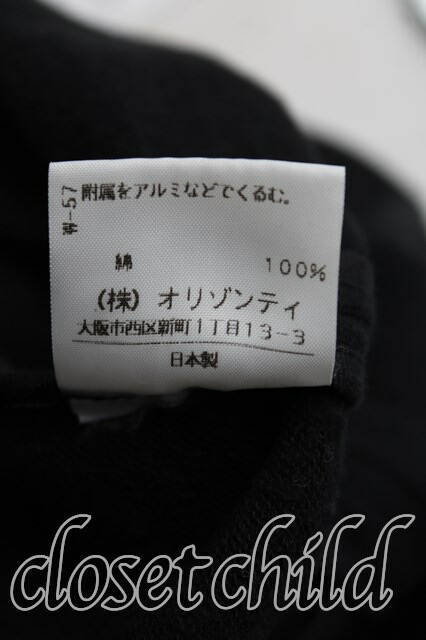 W-57
附属をアルミなどでくるむ。
綿 100%
(株) オリゾンティ
大阪市西区新町1丁目13-3
日本製
closet child